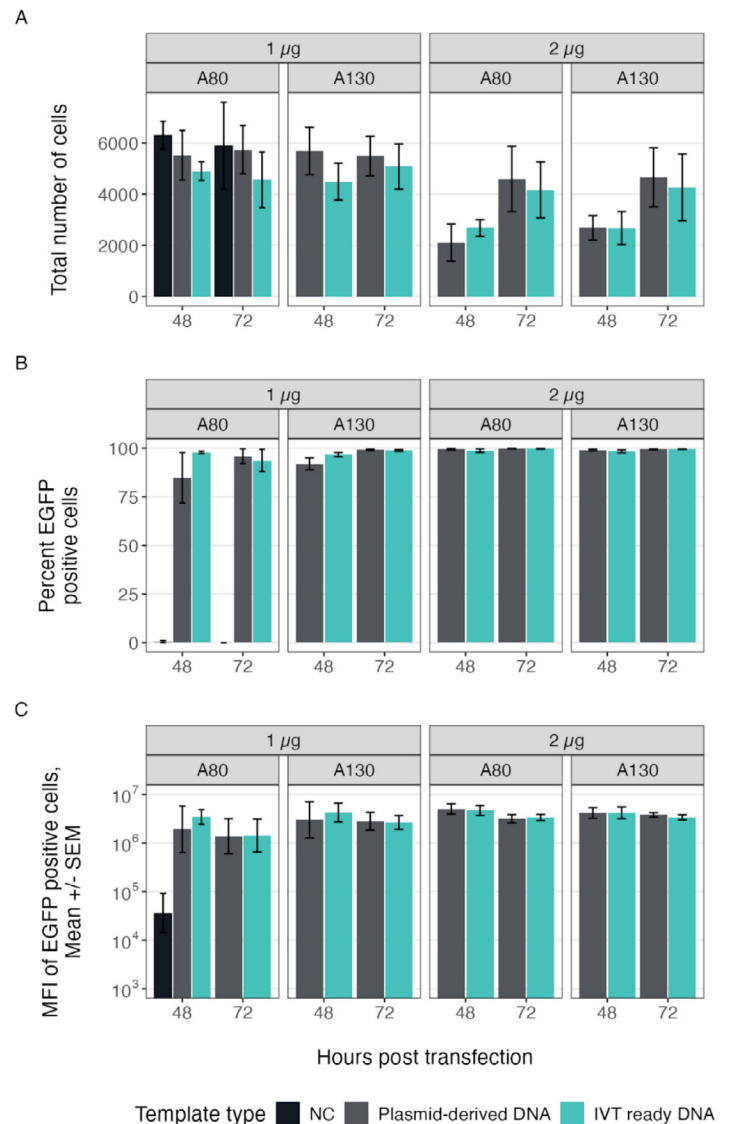 A
1 µg 2 µg
A80 A130 A80 A130
Total number of cells
6000
4000
2000
0
48 72 48 72 48 72 48 72
B
1 µg 2 µg
A80 A130 A80 A130
Percent EGFP
positive cells
100
75
50
25
0
48 72 48 72 48 72 48 72
C
1 µg 2 µg
A80 A130 A80 A130
MFI of EGFP positive cells,
Mean +/- SEM
10⁷
10⁶
10⁵
10⁴
10³
48 72 48 72 48 72 48 72
Hours post transfection
Template type NC Plasmid-derived DNA IVT ready DNA